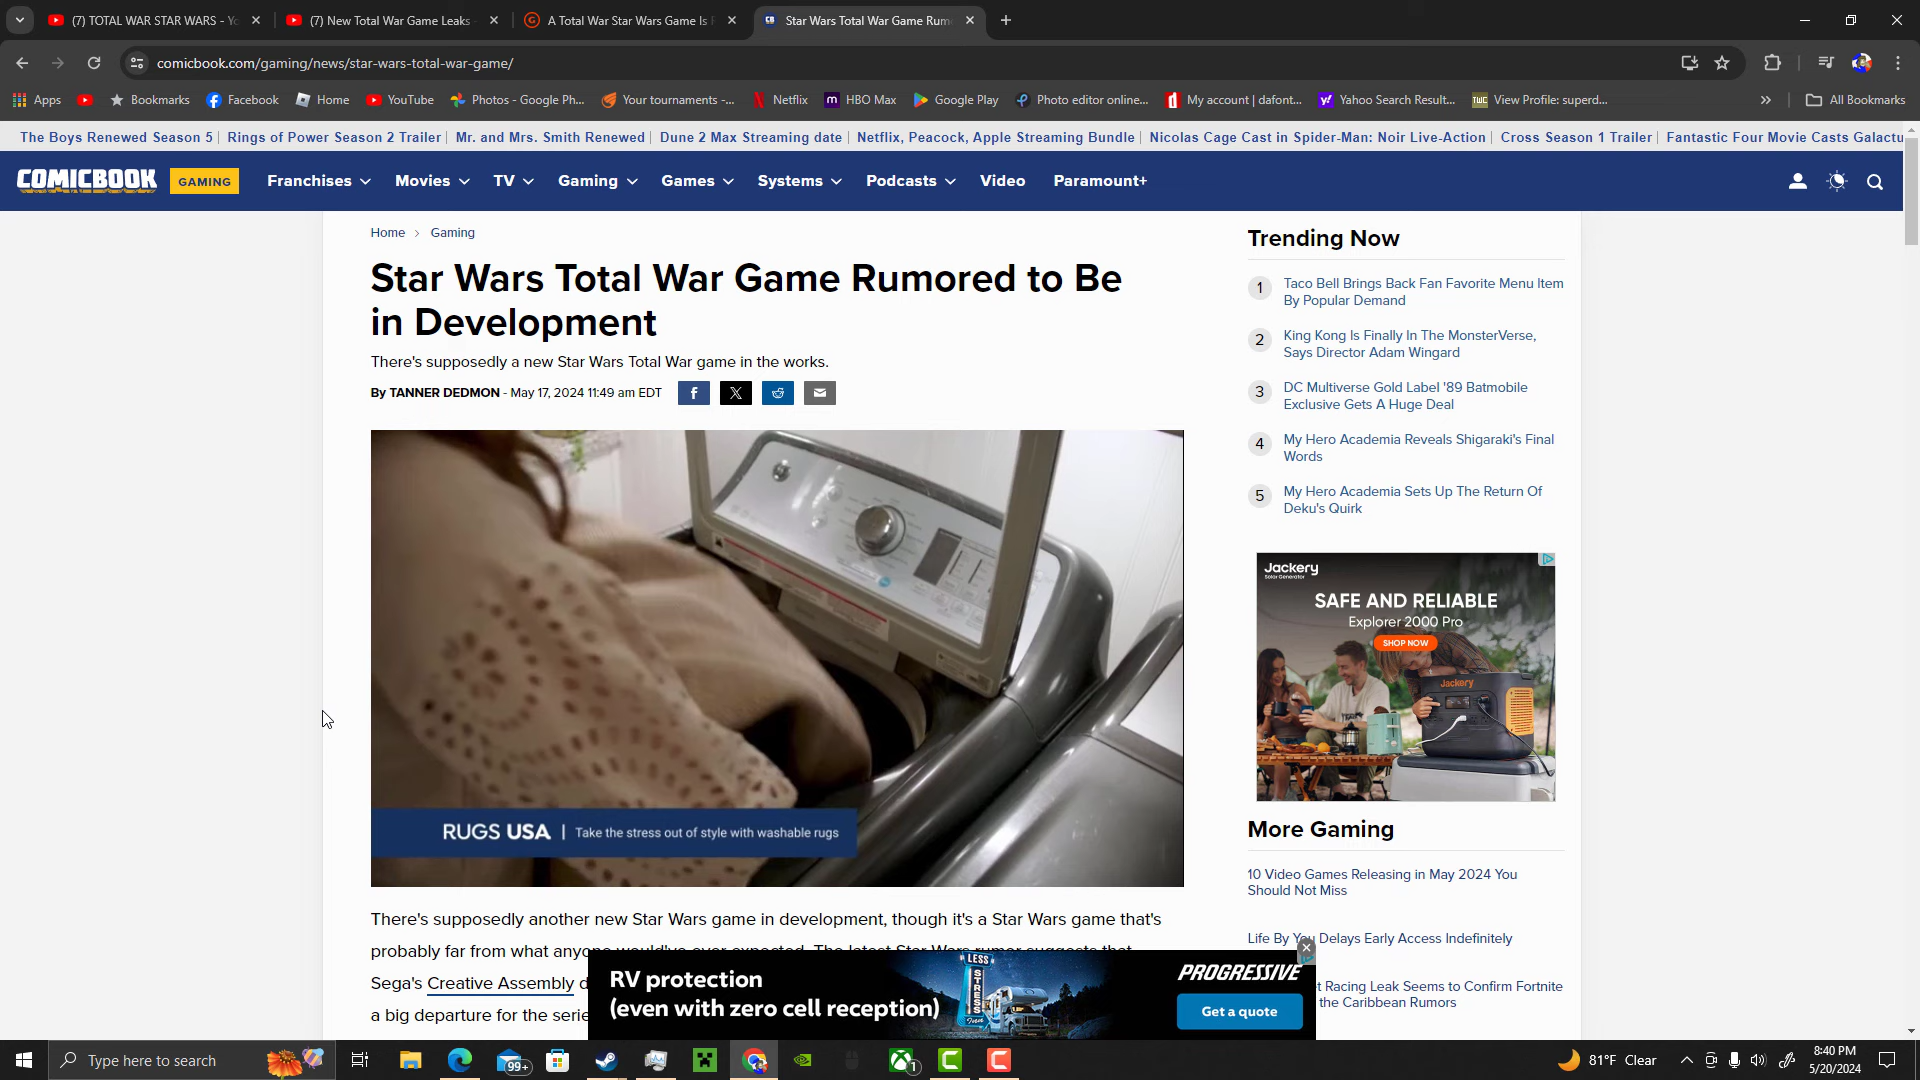 (7) TOTAL WAR STAR WARS - Yo
(7) New Total War Game Leaks -
A Total War Star Wars Game Is R
Star Wars Total War Game Rum
comicbook.com/gaming/news/star-wars-total-war-game/
Apps
Bookmarks
Facebook
Home
YouTube
Photos - Google Ph...
Your tournaments -...
Netflix
HBO Max
Google Play
Photo editor online...
My account | dafont...
Yahoo Search Result...
View Profile: superd...
All Bookmarks
The Boys Renewed Season 5 | Rings of Power Season 2 Trailer | Mr. and Mrs. Smith Renewed | Dune 2 Max Streaming date | Netflix, Peacock, Apple Streaming Bundle | Nicolas Cage Cast in Spider-Man: Noir Live-Action | Cross Season 1 Trailer | Fantastic Four Movie Casts Galactu
COMICBOOK GAMING Franchises Movies TV Gaming Games Systems Podcasts Video Paramount+
Home > Gaming
Star Wars Total War Game Rumored to Be
in Development
There's supposedly a new Star Wars Total War game in the works.
By TANNER DEDMON - May 17, 2024 11:49 am EDT
RUGS USA | Take the stress out of style with washable rugs
There's supposedly another new Star Wars game in development, though it's a Star Wars game that's
probably far from what anyone would've ever expected. The latest Star Wars rumor suggests that
Sega's Creative Assembly
a big departure for the serie
Trending Now
1 Taco Bell Brings Back Fan Favorite Menu Item
By Popular Demand
2 King Kong Is Finally In The MonsterVerse,
Says Director Adam Wingard
3 DC Multiverse Gold Label '89 Batmobile
Exclusive Gets A Huge Deal
4 My Hero Academia Reveals Shigaraki's Final
Words
5 My Hero Academia Sets Up The Return Of
Deku's Quirk
Jackery
Solar Generator
SAFE AND RELIABLE
Explorer 2000 Pro
SHOP NOW
Jackery
More Gaming
10 Video Games Releasing in May 2024 You
Should Not Miss
Life By You Delays Early Access Indefinitely
t Racing Leak Seems to Confirm Fortnite
the Caribbean Rumors
RV protection
(even with zero cell reception)
LESS
STRESS
Inn
PROGRESSIVE
Get a quote
Type here to search
99+
1
81°F Clear
8:40 PM
5/20/2024